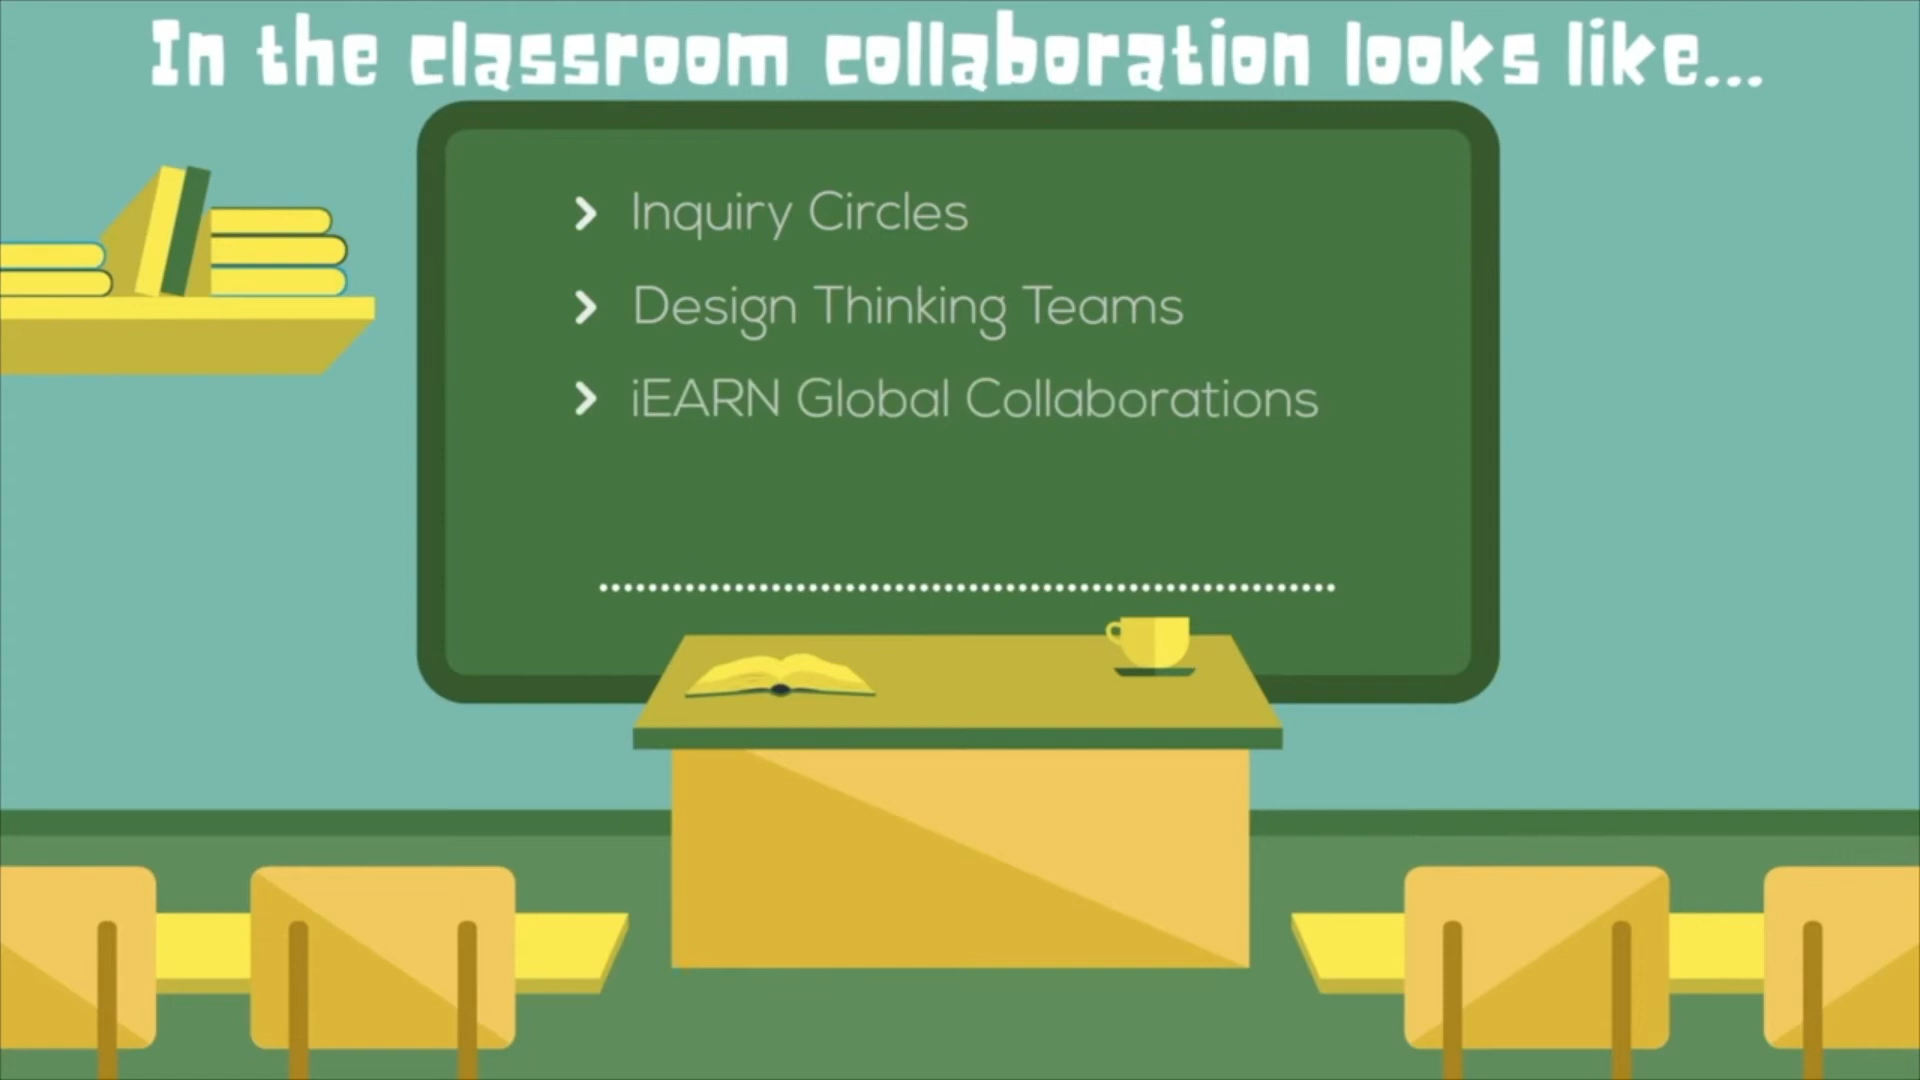 In the classroom collaboration looks like...
Inquiry Circles
Design Thinking Teams
iEARN Global Collaborations